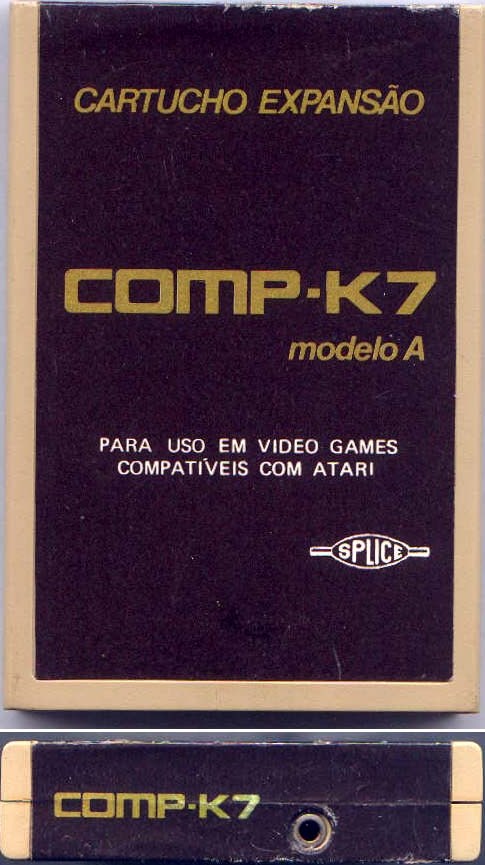 CARTUCHO EXPANSÃO
COMP-K7
modelo A
PARA USO EM VIDEO GAMES
COMPATÍVEIS COM ATARI
SPLICE
COMP-K7